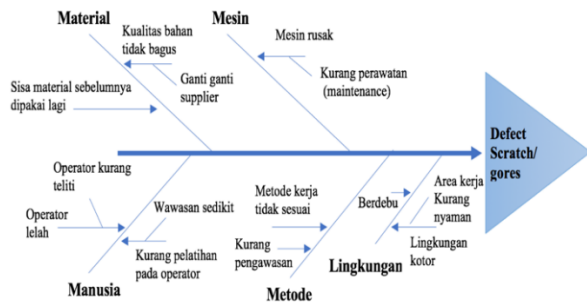 Material
Mesin
Kualitas bahan
tidak bagus
Ganti ganti
supplier
Sisa material sebelumnya
dipakai lagi
Mesin rusak
Kurang perawatan
(maintenance)
Defect
Scratch/
gores
Operator kurang
teliti
Operator
lelah
Wawasan sedikit
Kurang pelatihan
pada operator
Manusia
Metode kerja
tidak sesuai
Kurang
pengawasan
Metode
Berdebu
Area kerja
Kurang
nyaman
Lingkungan
kotor
Lingkungan